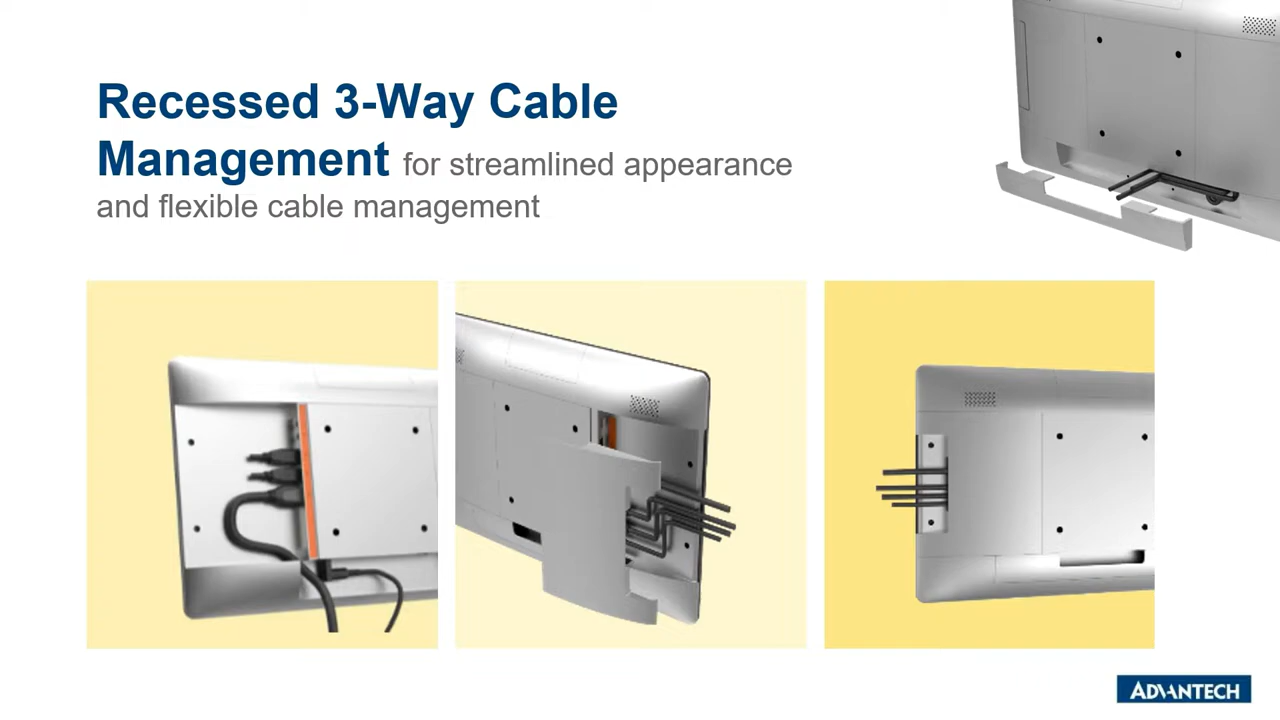 Recessed 3-Way Cable
Management for streamlined appearance
and flexible cable management
ADVANTECH